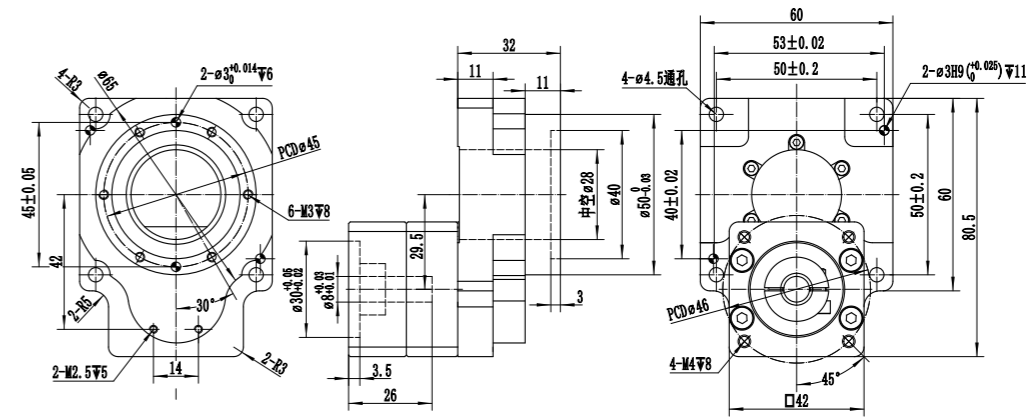 4-R3
ø65
2-ø3 +0.014 0 ↧6
PCDø45
45±0.05
42
6-M3↧8
2-R5
30°
2-R3
2-M2.5↧5
14
32
11
11
中空ø28
ø40
ø50 0 -0.03
29.5
ø30 +0.05 +0.02
ø8 +0.03 +0.01
3
3.5
26
60
53±0.02
50±0.2
4-ø4.5通孔
2-ø3H9(+0.025 0)↧11
40±0.02
50±0.2
60
80.5
PCDø46
4-M4↧8
45°
□42